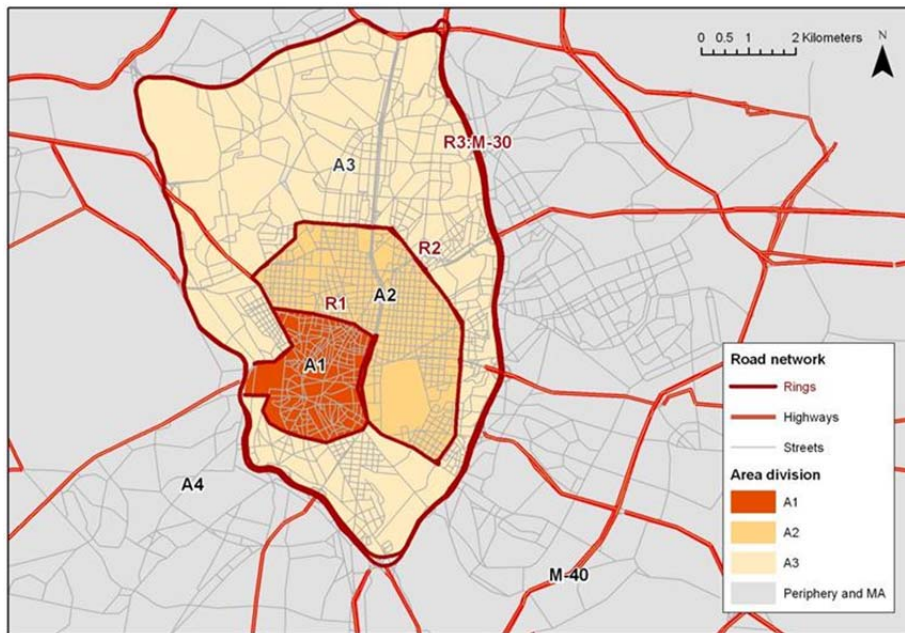 0 0.5 1 2 Kilometers
N
R3:M-30
A3
R2
A2
R1
A1
A4
M-40
Road network
Rings
Highways
Streets
Area division
A1
A2
A3
Periphery and MA